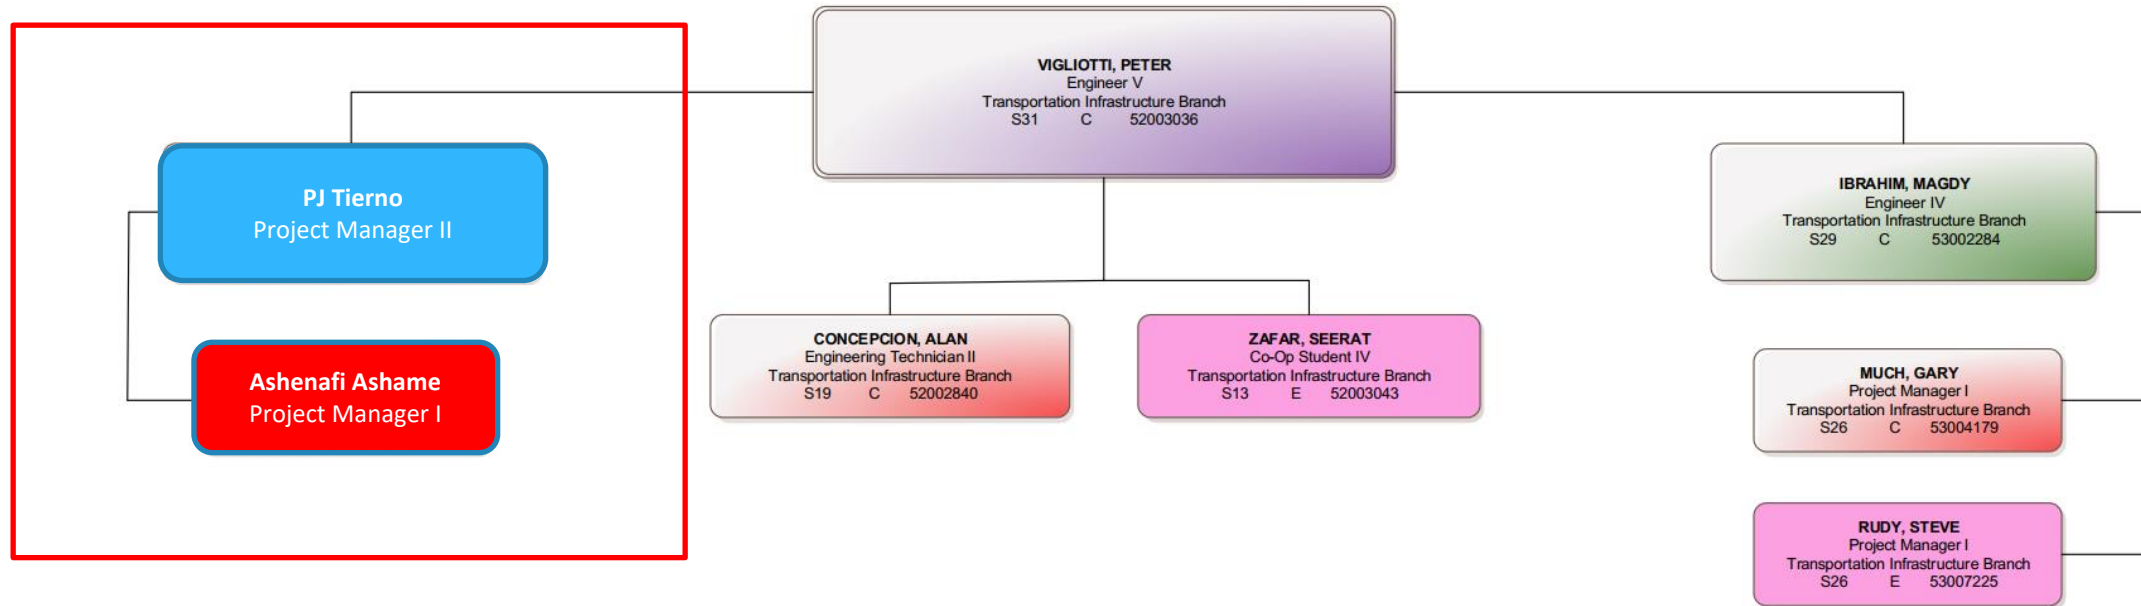 VIGLIOTTI, PETER
Engineer V
Transportation Infrastructure Branch
S31 C 52003036
PJ Tierno
Project Manager II
IBRAHIM, MAGDY
Engineer IV
Transportation Infrastructure Branch
S29 C 53002284
Ashenafi Ashame
Project Manager I
CONCEPCION, ALAN
Engineering Technician II
Transportation Infrastructure Branch
S19 C 52002840
ZAFAR, SEERAT
Co-Op Student IV
Transportation Infrastructure Branch
S13 E 52003043
MUCH, GARY
Project Manager I
Transportation Infrastructure Branch
S26 C 53004179
RUDY, STEVE
Project Manager I
Transportation Infrastructure Branch
S26 E 53007225